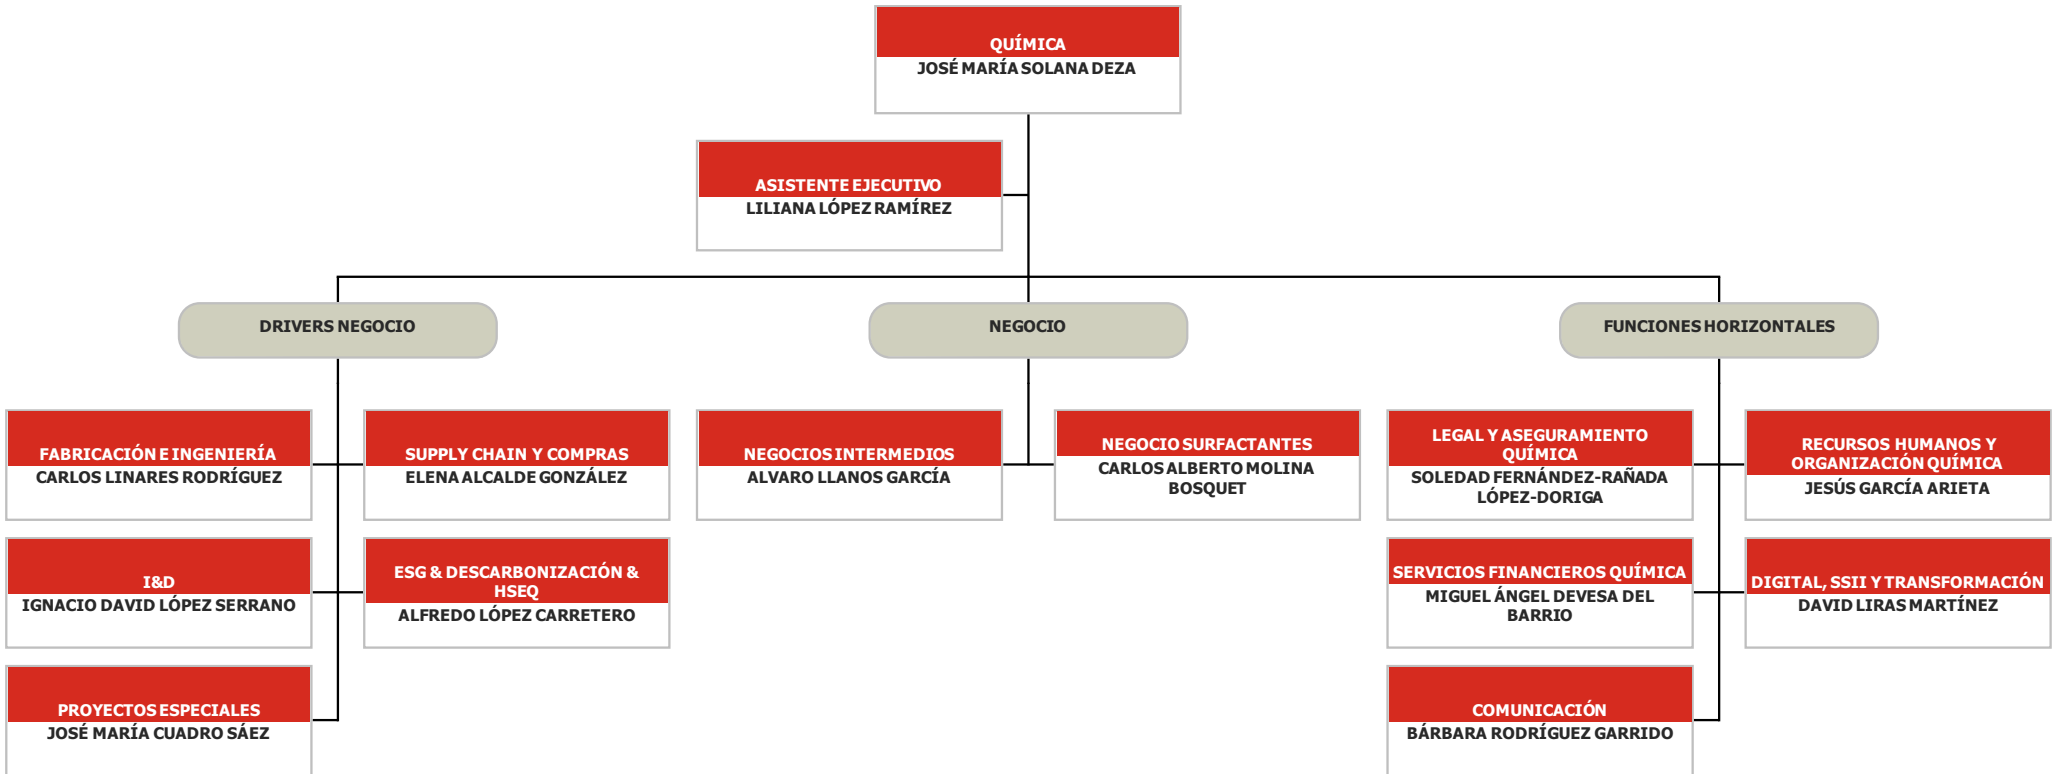 QUÍMICA
JOSÉ MARÍA SOLANA DEZA
ASISTENTE EJECUTIVO
LILIANA LÓPEZ RAMÍREZ
DRIVERS NEGOCIO
NEGOCIO
FUNCIONES HORIZONTALES
FABRICACIÓN E INGENIERÍA
CARLOS LINARES RODRÍGUEZ
SUPPLY CHAIN Y COMPRAS
ELENA ALCALDE GONZÁLEZ
NEGOCIOS INTERMEDIOS
ALVARO LLANOS GARCÍA
NEGOCIO SURFACTANTES
CARLOS ALBERTO MOLINA
BOSQUET
LEGAL Y ASEGURAMIENTO
QUÍMICA
SOLEDAD FERNÁNDEZ-RAÑADA
LÓPEZ-DORIGA
RECURSOS HUMANOS Y
ORGANIZACIÓN QUÍMICA
JESÚS GARCÍA ARIETA
I&D
IGNACIO DAVID LÓPEZ SERRANO
ESG & DESCARBONIZACIÓN &
HSEQ
ALFREDO LÓPEZ CARRETERO
SERVICIOS FINANCIEROS QUÍMICA
MIGUEL ÁNGEL DEVESA DEL
BARRIO
DIGITAL, SSII Y TRANSFORMACIÓN
DAVID LIRAS MARTÍNEZ
PROYECTOS ESPECIALES
JOSÉ MARÍA CUADRO SÁEZ
COMUNICACIÓN
BÁRBARA RODRÍGUEZ GARRIDO